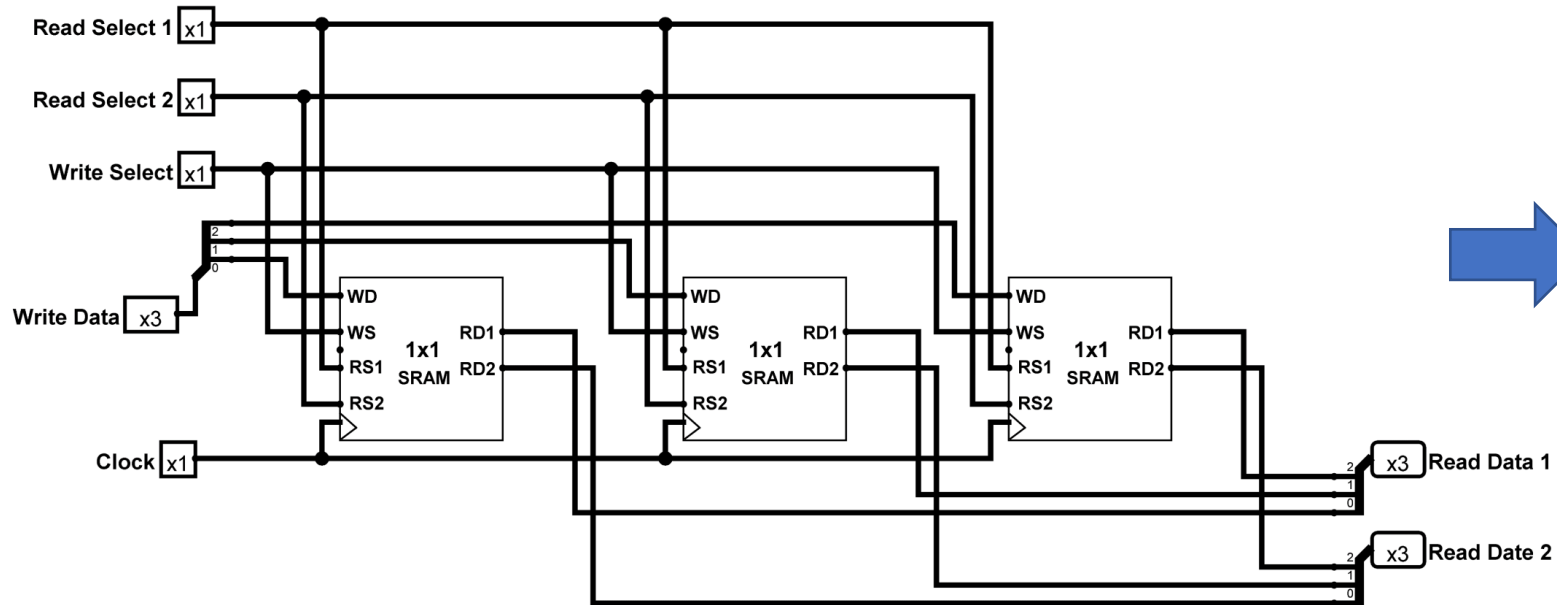 Read Select 1 x1
Read Select 2 x1
Write Select x1
2
1
0
Write Data x3
WD
WS
RS1
RS2
1x1
SRAM
RD1
RD2
WD
WS
RS1
RS2
1x1
SRAM
RD1
RD2
WD
WS
RS1
RS2
1x1
SRAM
RD1
RD2
Clock x1
2
1
0
x3 Read Data 1
2
1
0
x3 Read Date 2